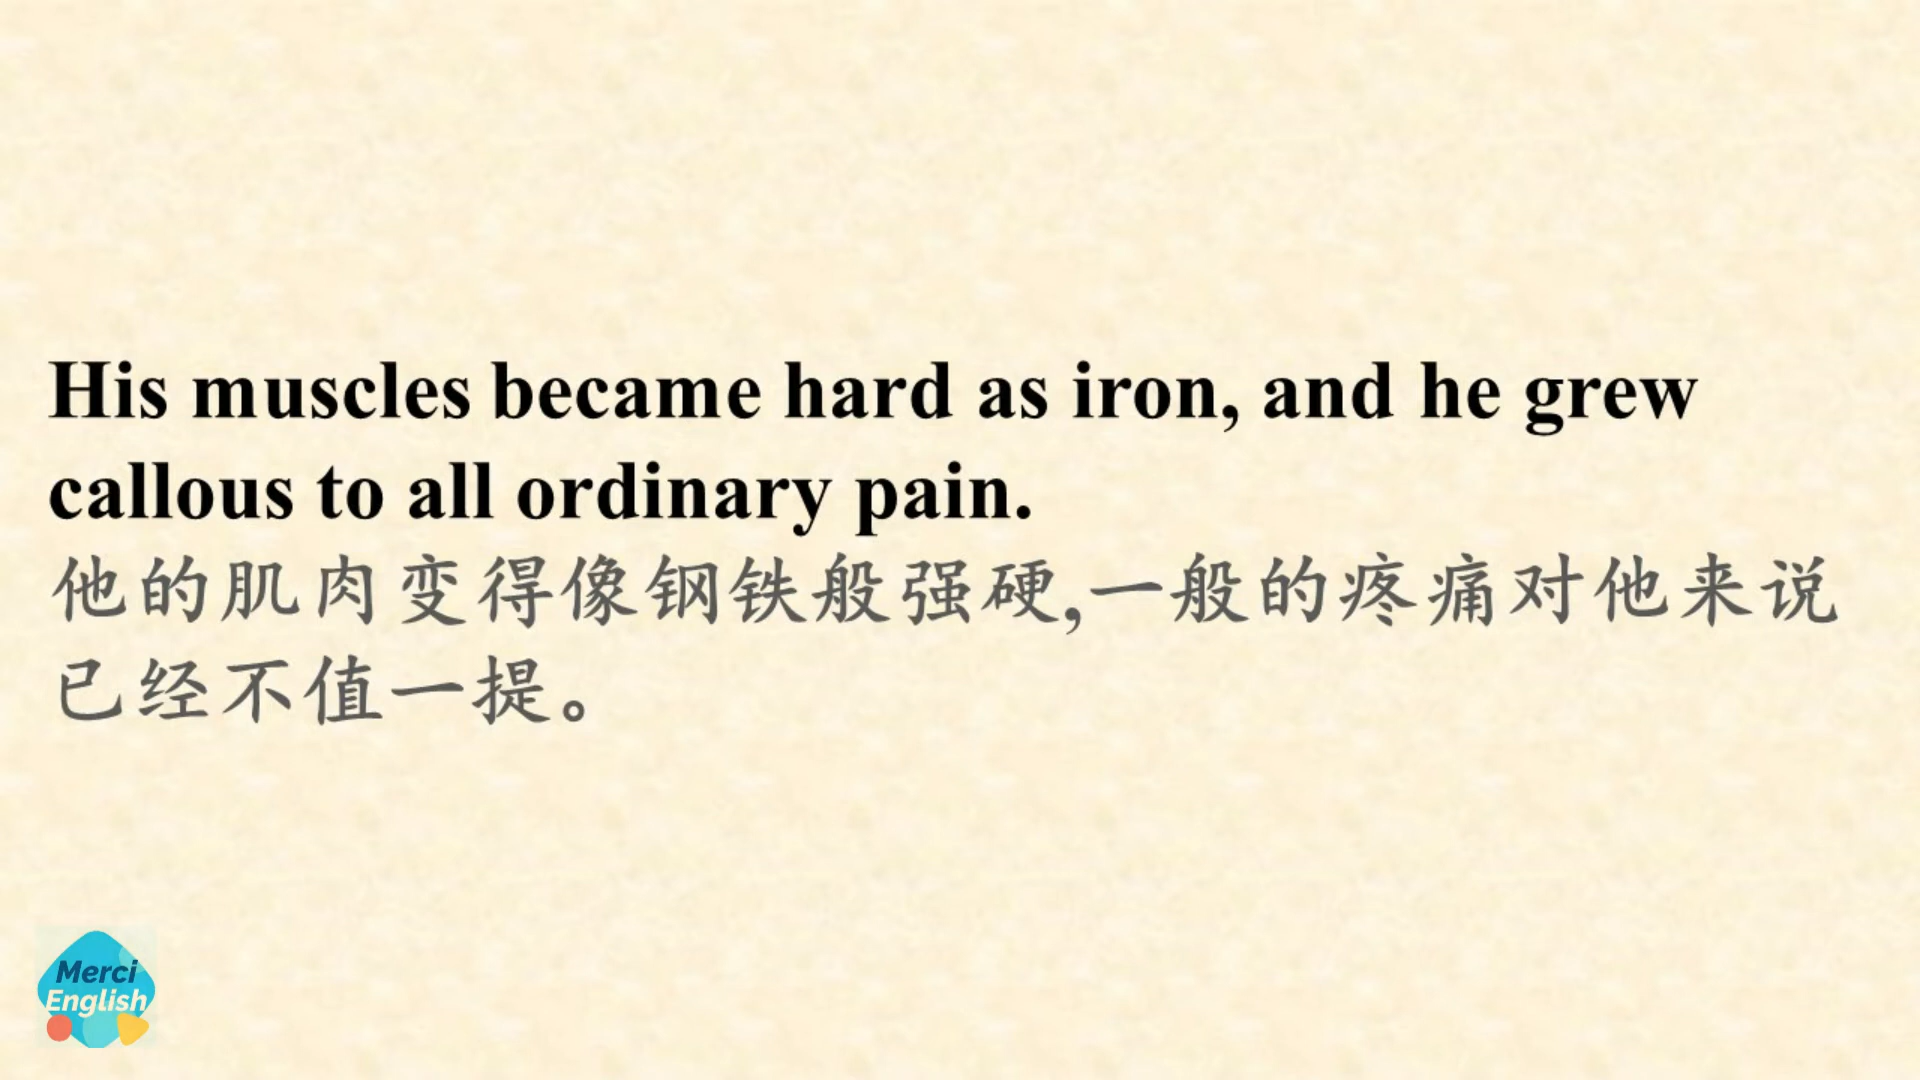 His muscles became hard as iron, and he grew
callous to all ordinary pain.
他的肌肉变得像钢铁般强硬,一般的疼痛对他来说
已经不值一提。
Merci
English